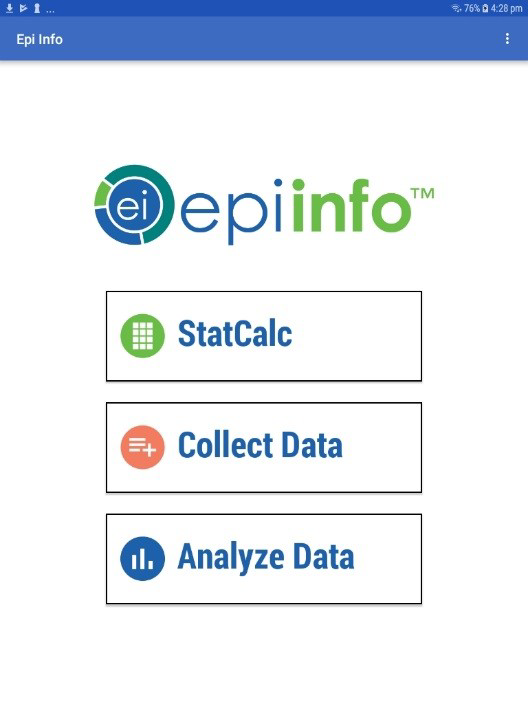 ... 76% 4:28 pm
Epi Info
ei epiinfo™
StatCalc
Collect Data
Analyze Data